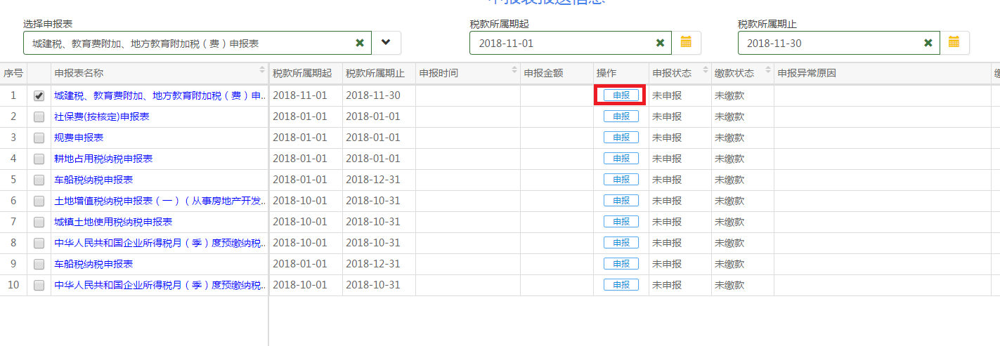 选择申报表 税款所属期起 税款所属期止
城建税、教育费附加、地方教育附加税（费）申报表 2018-11-01 2018-11-30
序号 申报表名称 税款所属期起 税款所属期止 申报时间 申报金额 操作 申报状态 缴款状态 申报异常原因
1 城建税、教育费附加、地方教育附加税（费）申.. 2018-11-01 2018-11-30 申报 未申报 未缴款
2 社保费(按核定)申报表 2018-01-01 2018-01-01 申报 未申报 未缴款
3 规费申报表 2018-01-01 2018-01-01 申报 未申报 未缴款
4 耕地占用税纳税申报表 2018-01-01 2018-01-01 申报 未申报 未缴款
5 车船税纳税申报表 2018-01-01 2018-12-31 申报 未申报 未缴款
6 土地增值税纳税申报表（一）（从事房地产开发.. 2018-10-01 2018-10-31 申报 未申报 未缴款
7 城镇土地使用税纳税申报表 2018-10-01 2018-10-31 申报 未申报 未缴款
8 中华人民共和国企业所得税月（季）度预缴纳税.. 2018-10-01 2018-10-31 申报 未申报 未缴款
9 车船税纳税申报表 2018-01-01 2018-12-31 申报 未申报 未缴款
10 中华人民共和国企业所得税月（季）度预缴纳税.. 2018-10-01 2018-10-31 申报 未申报 未缴款